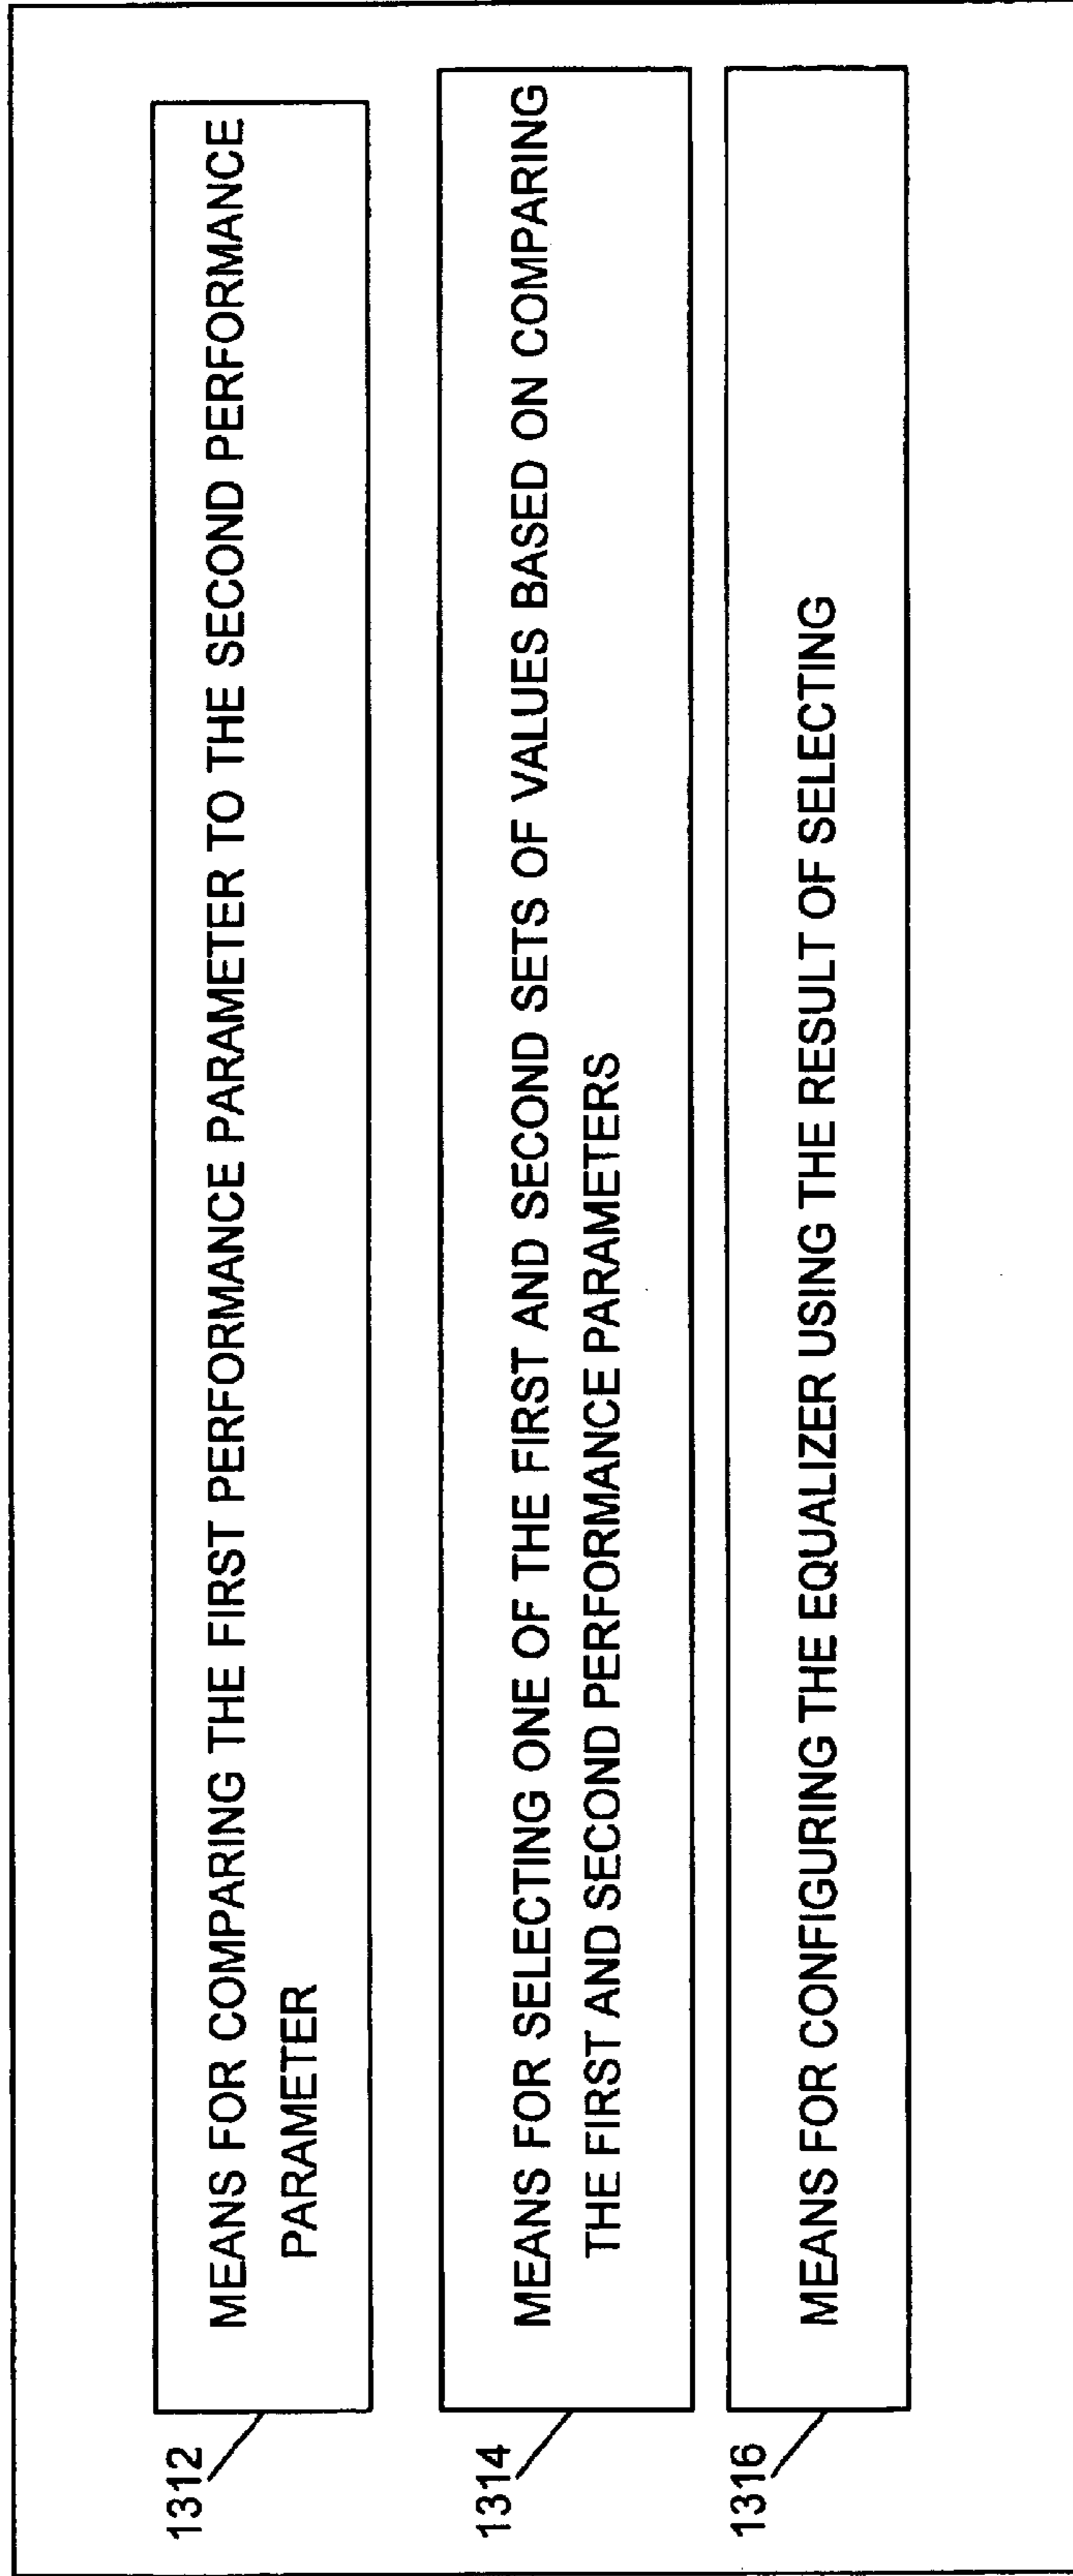 1312
MEANS FOR COMPARING THE FIRST PERFORMANCE PARAMETER TO THE SECOND PERFORMANCE
PARAMETER
1314
MEANS FOR SELECTING ONE OF THE FIRST AND SECOND SETS OF VALUES BASED ON COMPARING
THE FIRST AND SECOND PERFORMANCE PARAMETERS
1316
MEANS FOR CONFIGURING THE EQUALIZER USING THE RESULT OF SELECTING